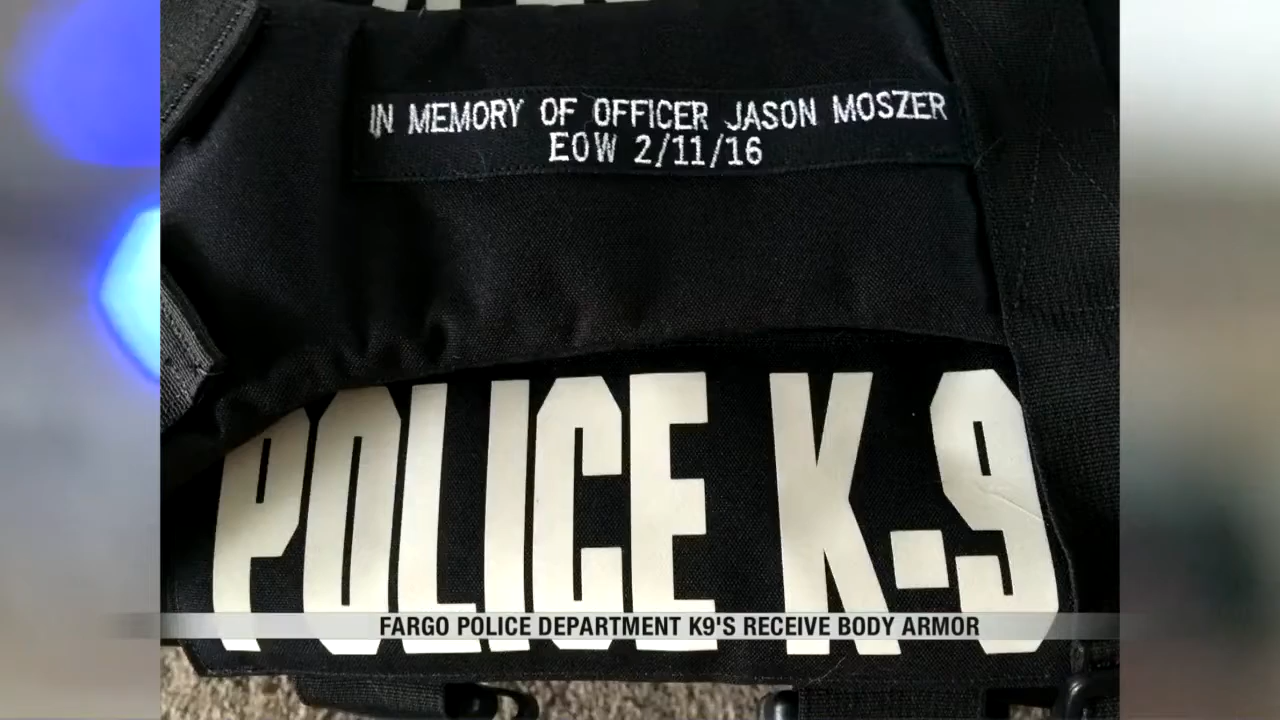 IN MEMORY OF OFFICER JASON MOSZER
EOW 2/11/16
POLICE K-9
FARGO POLICE DEPARTMENT K9'S RECEIVE BODY ARMOR